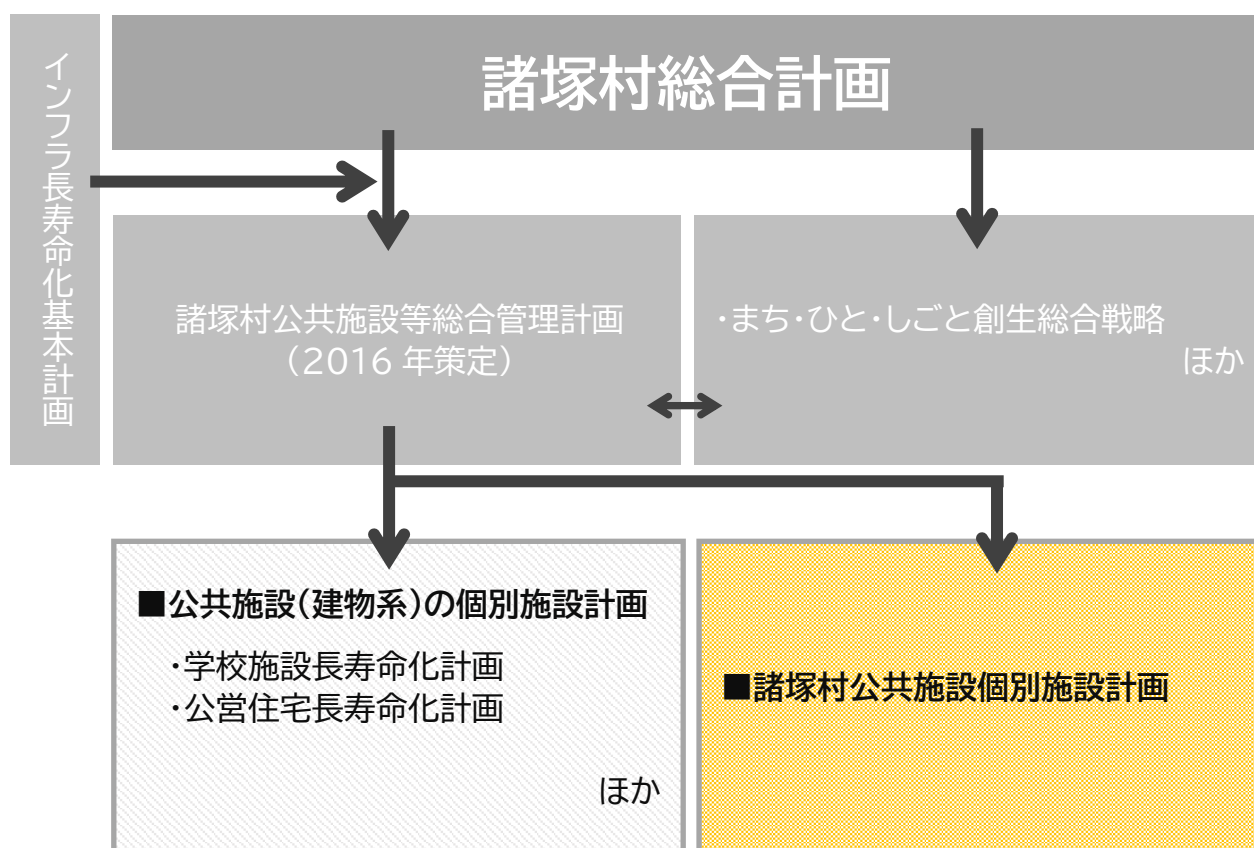 諸塚村総合計画
インフラ長寿命化基本計画
諸塚村公共施設等総合管理計画
（2016 年策定）
・まち・ひと・しごと創生総合戦略
ほか
■公共施設（建物系）の個別施設計画
・学校施設長寿命化計画
・公営住宅長寿命化計画
ほか
■諸塚村公共施設個別施設計画